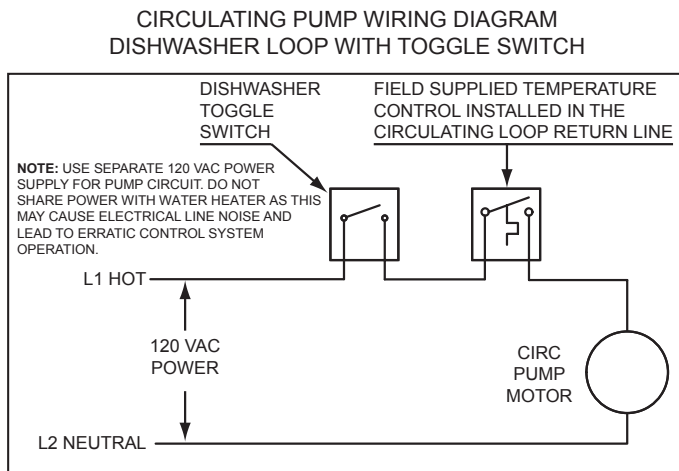 CIRCULATING PUMP WIRING DIAGRAM
DISHWASHER LOOP WITH TOGGLE SWITCH
DISHWASHER
TOGGLE
SWITCH
FIELD SUPPLIED TEMPERATURE
CONTROL INSTALLED IN THE
CIRCULATING LOOP RETURN LINE
NOTE: USE SEPARATE 120 VAC POWER
SUPPLY FOR PUMP CIRCUIT. DO NOT
SHARE POWER WITH WATER HEATER AS THIS
MAY CAUSE ELECTRICAL LINE NOISE AND
LEAD TO ERRATIC CONTROL SYSTEM
OPERATION.
L1 HOT
120 VAC
POWER
CIRC
PUMP
MOTOR
L2 NEUTRAL